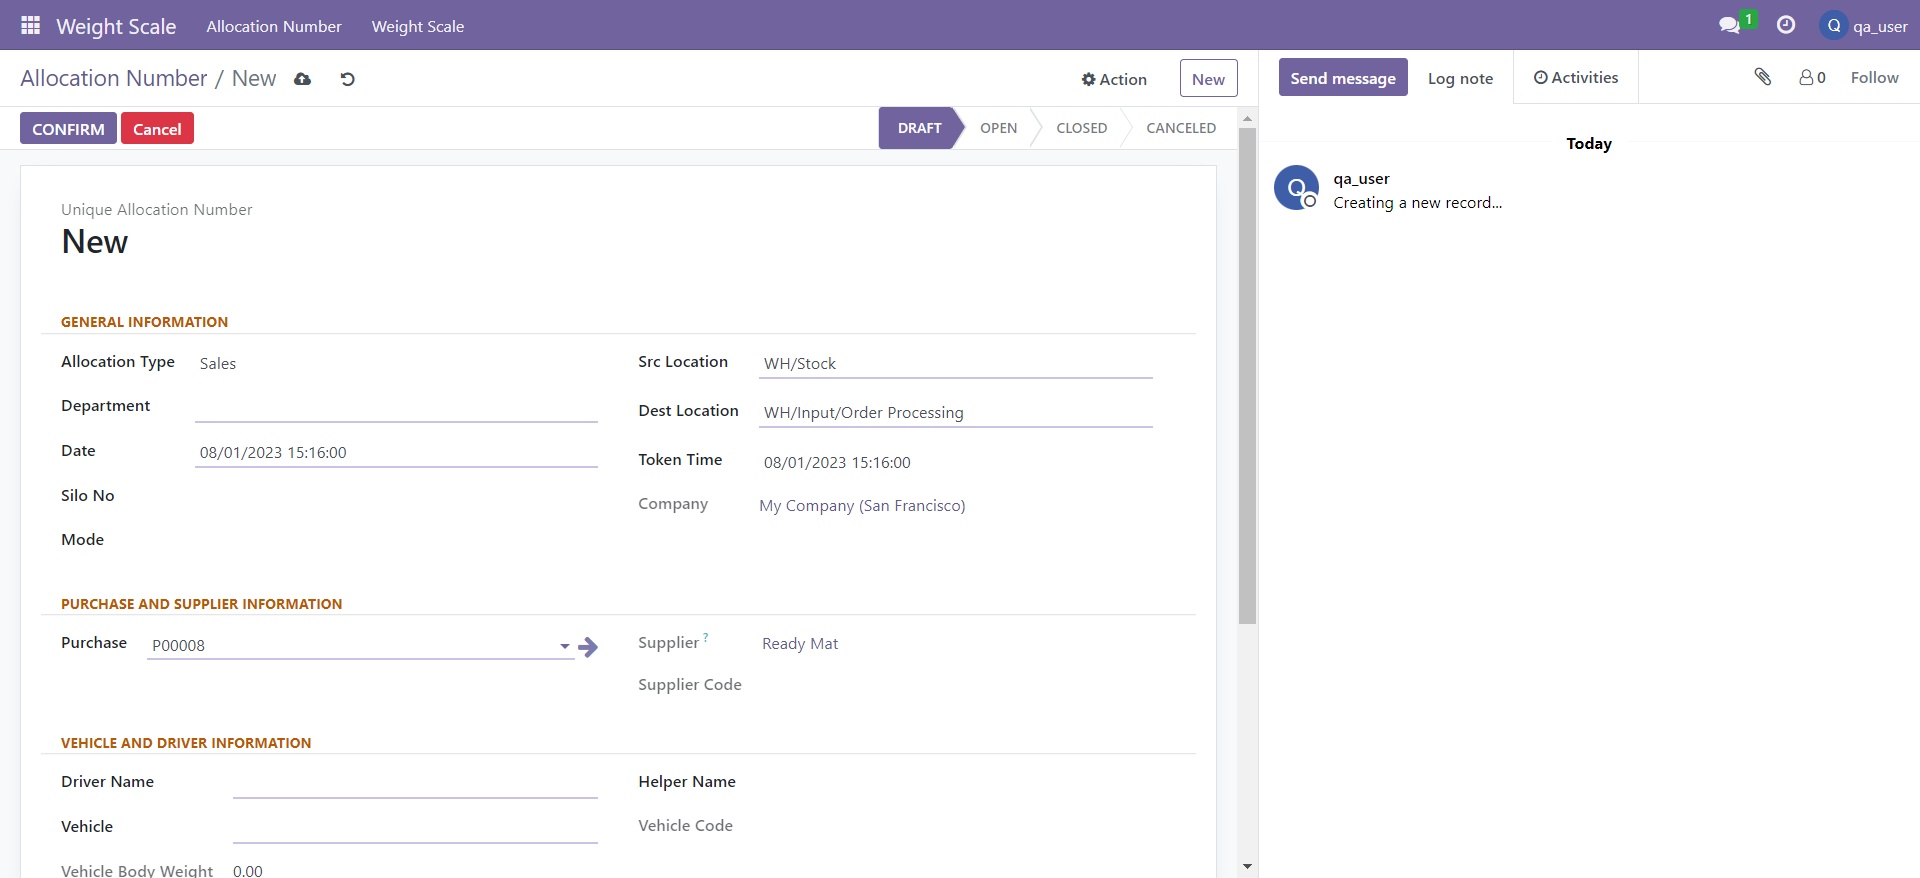 Weight Scale Allocation Number Weight Scale 1 Q qa_user
Allocation Number / New Action New
Send message Log note Activities 0 Follow
CONFIRM Cancel DRAFT OPEN CLOSED CANCELED
Unique Allocation Number
New
GENERAL INFORMATION
Allocation Type Sales
Department
Date 08/01/2023 15:16:00
Silo No
Mode
Src Location WH/Stock
Dest Location WH/Input/Order Processing
Token Time 08/01/2023 15:16:00
Company My Company (San Francisco)
PURCHASE AND SUPPLIER INFORMATION
Purchase P00008
Supplier ? Ready Mat
Supplier Code
VEHICLE AND DRIVER INFORMATION
Driver Name
Vehicle
Vehicle Body Weight 0.00
Helper Name
Vehicle Code
Today
Q qa_user
Creating a new record...